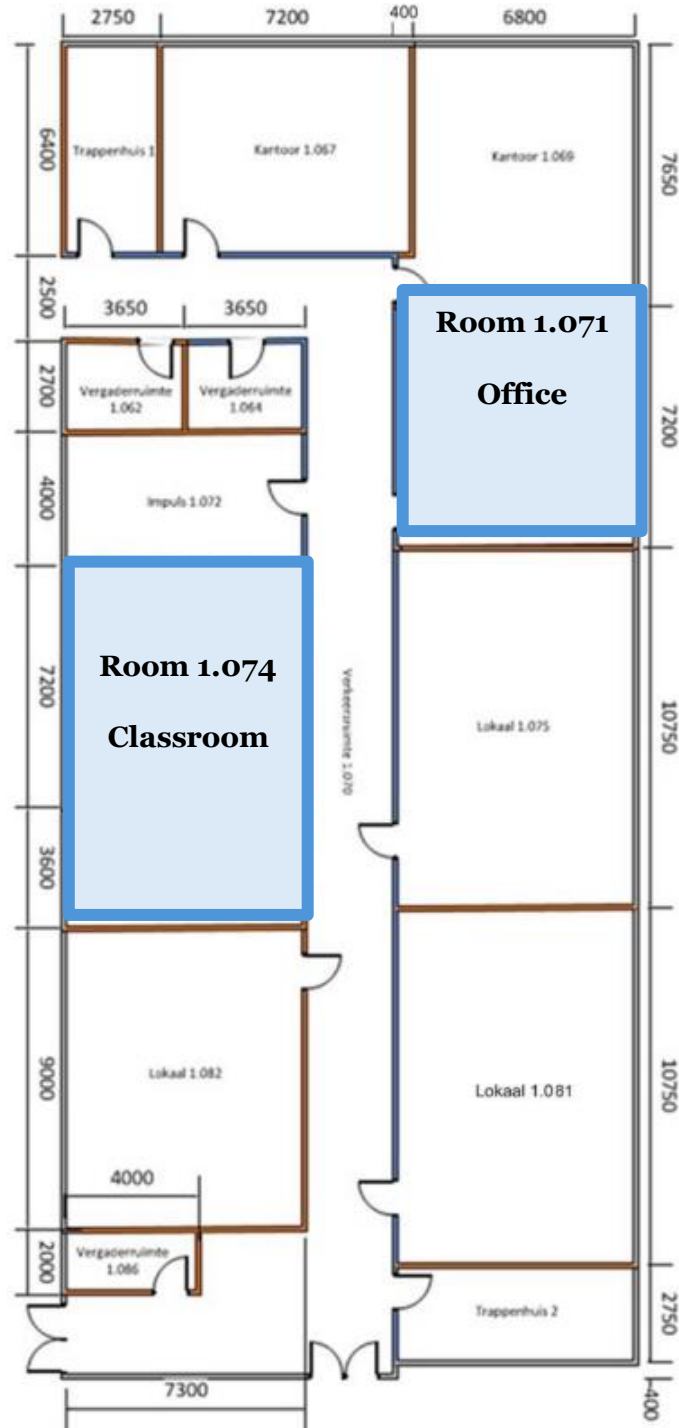 2750
7200
400
6800
6400
7650
Trappenhuis 1
Kantoor 1.067
Kantoor 1.069
2500
3650
3650
Room 1.071
Office
2700
Vergaderruimte
1.062
Vergaderruimte
1.064
7200
4000
Impuls 1.072
Room 1.074
Classroom
7200
Verkeersruimte 1.070
Lokaal 1.075
10750
3600
9000
Lokaal 1.082
Lokaal 1.081
10750
4000
2000
Vergaderruimte
1.086
Trappenhuis 2
2750
7300
400